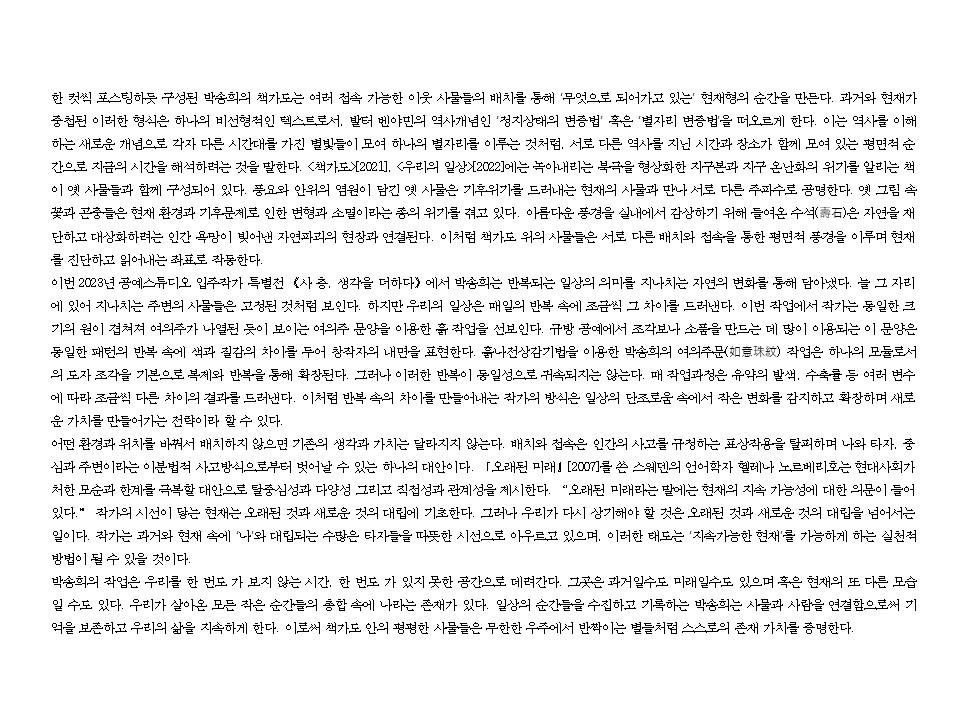 한 컷씩 포스팅하듯 구성된 박송희의 책가도는 여러 접속 가능한 이웃 사물들의 배치를 통해 '무엇으로 되어가고 있는' 현재형의 순간을 만든다. 과거와 현재가
중첩된 이러한 형식은 하나의 비선형적인 텍스트로서, 발터 벤야민의 역사개념인 '정지상태의 변증법' 혹은 '별자리 변증법'을 떠오르게 한다. 이는 역사를 이해
하는 새로운 개념으로 각자 다른 시간대를 가진 별빛들이 모여 하나의 별자리를 이루는 것처럼, 서로 다른 역사를 지닌 시간과 장소가 함께 모여 있는 평면적 순
간으로 지금의 시간을 해석하려는 것을 말한다. <책가도>[2021], <우리의 일상>[2022]에는 녹아내리는 북극을 형상화한 지구본과 지구 온난화의 위기를 알리는 책
이 옛 사물들과 함께 구성되어 있다. 풍요와 안위의 염원이 담긴 옛 사물은 기후위기를 드러내는 현재의 사물과 만나 서로 다른 주파수로 공명한다. 옛 그림 속
꽃과 곤충들은 현재 환경과 기후문제로 인한 변형과 소멸이라는 종의 위기를 겪고 있다. 아름다운 풍경을 실내에서 감상하기 위해 들여온 수석(壽石)은 자연을 재
단하고 대상화하려는 인간 욕망이 빚어낸 자연파괴의 현장과 연결된다. 이처럼 책가도 위의 사물들은 서로 다른 배치와 접속을 통한 평면적 풍경을 이루며 현재
를 진단하고 읽어내는 좌표로 작동한다.
이번 2023년 공예스튜디오 입주작가 특별전 《사 층, 생각을 더하다》에서 박송희는 반복되는 일상의 의미를 지나치는 자연의 변화를 통해 담아냈다. 늘 그 자리
에 있어 지나치는 주변의 사물들은 고정된 것처럼 보인다. 하지만 우리의 일상은 매일의 반복 속에 조금씩 그 차이를 드러낸다. 이번 작업에서 작가는 동일한 크
기의 원이 겹쳐져 여의주가 나열된 듯이 보이는 여의주 문양을 이용한 흙 작업을 선보인다. 규방 공예에서 조각보나 소품을 만드는 데 많이 이용되는 이 문양은
동일한 패턴의 반복 속에 색과 질감의 차이를 두어 창작자의 내면을 표현한다. 흙나전상감기법을 이용한 박송희의 여의주문(如意珠紋) 작업은 하나의 모듈로서
의 도자 조각을 기본으로 복제와 반복을 통해 확장된다. 그러나 이러한 반복이 동일성으로 귀속되지는 않는다. 매 작업과정은 유약의 발색, 수축률 등 여러 변수
에 따라 조금씩 다른 차이의 결과를 드러낸다. 이처럼 반복 속의 차이를 만들어내는 작가의 방식은 일상의 단조로움 속에서 작은 변화를 감지하고 확장하며 새로
운 가치를 만들어가는 전략이라 할 수 있다.
어떤 환경과 위치를 바꿔서 배치하지 않으면 기존의 생각과 가치는 달라지지 않는다. 배치와 접속은 인간의 사고를 규정하는 표상작용을 탈피하며 나와 타자, 중
심과 주변이라는 이분법적 사고방식으로부터 벗어날 수 있는 하나의 대안이다. 『오래된 미래』[2007]를 쓴 스웨덴의 언어학자 헬레나 노르베리호는 현대사회가
처한 모순과 한계를 극복할 대안으로 탈중심성과 다양성 그리고 직접성과 관계성을 제시한다. “오래된 미래라는 말에는 현재의 지속 가능성에 대한 의문이 들어
있다.” 작가의 시선이 닿는 현재는 오래된 것과 새로운 것의 대립에 기초한다. 그러나 우리가 다시 상기해야 할 것은 오래된 것과 새로운 것의 대립을 넘어서는
일이다. 작가는 과거와 현재 속에 '나'와 대립되는 수많은 타자들을 따뜻한 시선으로 아우르고 있으며, 이러한 태도는 '지속가능한 현재'를 가능하게 하는 실천적
방법이 될 수 있을 것이다.
박송희의 작업은 우리를 한 번도 가 보지 않는 시간, 한 번도 가 있지 못한 공간으로 데려간다. 그곳은 과거일수도 미래일수도 있으며 혹은 현재의 또 다른 모습
일 수도 있다. 우리가 살아온 모든 작은 순간들의 총합 속에 나라는 존재가 있다. 일상의 순간들을 수집하고 기록하는 박송희는 사물과 사람을 연결함으로써 기
억을 보존하고 우리의 삶을 지속하게 한다. 이로써 책가도 안의 평평한 사물들은 무한한 우주에서 반짝이는 별들처럼 스스로의 존재 가치를 증명한다.